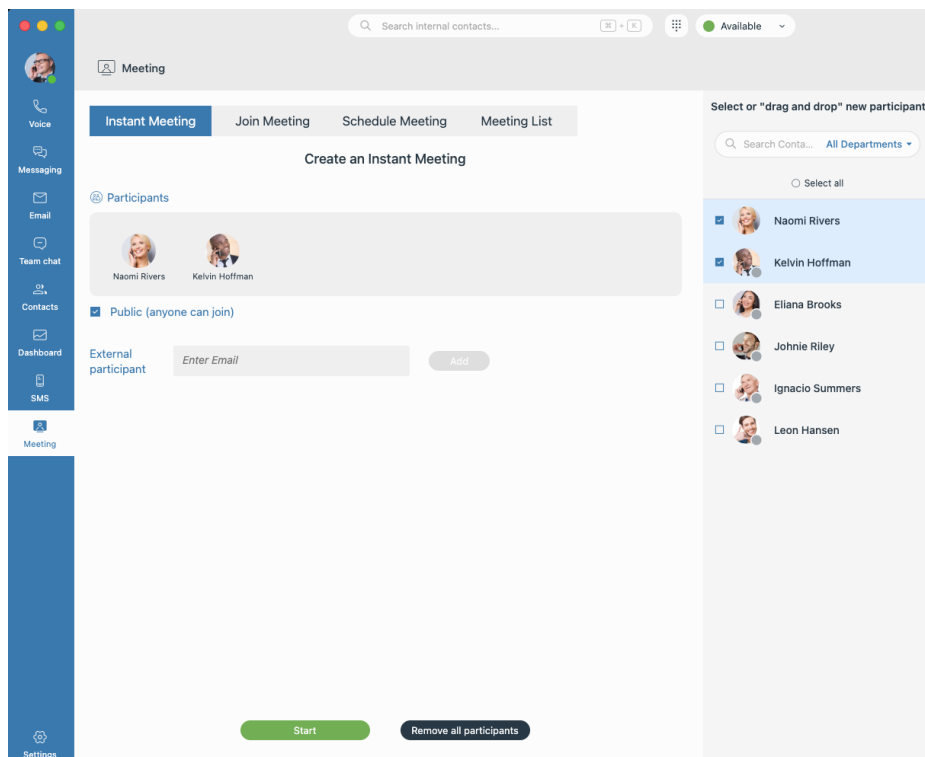 Search internal contacts...
⌘ + K
Available
Meeting
Voice
Messaging
Email
Team chat
Contacts
Dashboard
SMS
Meeting
Settings
Instant Meeting Join Meeting Schedule Meeting Meeting List
Create an Instant Meeting
Participants
Naomi Rivers Kelvin Hoffman
Public (anyone can join)
External
participant
Enter Email
Add
Start Remove all participants
Select or "drag and drop" new participant
Search Conta... All Departments
Select all
Naomi Rivers
Kelvin Hoffman
Eliana Brooks
Johnie Riley
Ignacio Summers
Leon Hansen